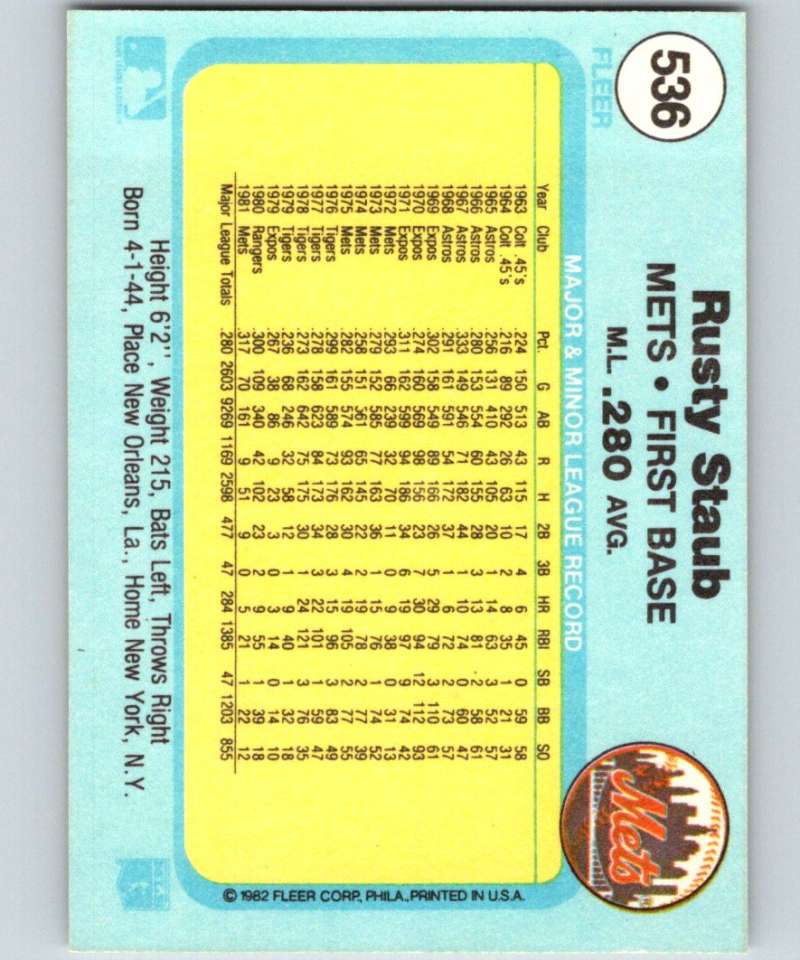 536
FLEER
Rusty Staub
METS • FIRST BASE
M.L. .280 AVG.
Mets
MAJOR & MINOR LEAGUE RECORD
Year Club Pct. G AB R H 2B 3B HR RBI SB BB SO
1963 Colt .45's .224 150 513 43 115 17 4 6 45 0 59 58
1964 Colt .45's .216 89 292 26 63 10 2 8 35 1 21 31
1965 Astros .256 131 410 43 105 20 1 14 63 3 52 57
1966 Astros .280 153 554 60 155 28 3 13 81 2 58 61
1967 Astros .333 149 546 71 182 44 1 10 74 0 60 47
1968 Astros .291 161 591 54 172 37 1 6 72 2 73 57
1969 Expos .302 158 549 89 166 26 5 29 79 3 110 61
1970 Expos .274 160 569 98 156 23 7 30 94 12 112 93
1971 Expos .311 162 599 94 186 34 6 19 97 9 74 42
1972 Mets .293 66 239 32 70 11 0 9 38 0 31 13
1973 Mets .279 152 585 77 163 36 1 15 76 1 74 52
1974 Mets .258 151 561 65 145 22 2 19 78 2 77 39
1975 Mets .282 155 574 93 162 30 4 19 105 2 77 55
1976 Tigers .299 161 589 73 176 28 3 15 96 3 83 49
1977 Tigers .278 158 623 84 173 34 3 22 101 1 59 47
1978 Tigers .273 162 642 75 175 30 1 24 121 3 76 35
1979 Tigers .236 68 246 32 58 12 1 9 40 1 32 18
1979 Expos .267 38 86 9 23 3 0 3 14 0 14 10
1980 Rangers .300 109 340 42 102 23 2 9 55 1 39 18
1981 Mets .317 70 161 9 51 9 0 5 21 1 22 12
Major League Totals .280 2603 9269 1169 2598 477 47 284 1385 47 1203 855
© 1982 FLEER CORP., PHILA., PRINTED IN U.S.A.
Height 6'2'', Weight 215, Bats Left, Throws Right
Born 4-1-44, Place New Orleans, La., Home New York, N.Y.